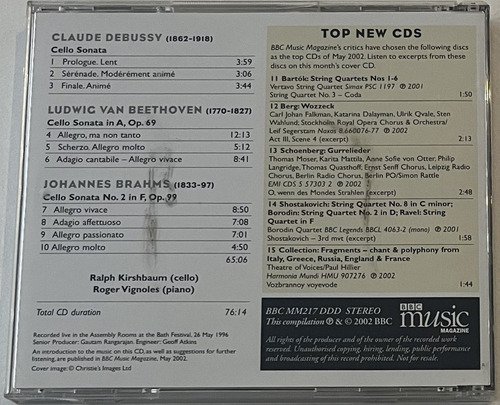 CLAUDE DEBUSSY (1862-1918)
Cello Sonata
1 Prologue. Lent 3:59
2 Sérénade. Modérément animé 3:06
3 Finale. Animé 3:44
LUDWIG VAN BEETHOVEN (1770-1827)
Cello Sonata in A, Op. 69
4 Allegro, ma non tanto 12:13
5 Scherzo. Allegro molto 5:12
6 Adagio cantabile – Allegro vivace 8:41
JOHANNES BRAHMS (1833-97)
Cello Sonata No. 2 in F, Op. 99
7 Allegro vivace 8:50
8 Adagio affettuoso 7:08
9 Allegro passionato 7:01
10 Allegro molto 4:50
65:06
Ralph Kirshbaum (cello)
Roger Vignoles (piano)
Total CD duration 76:14
Recorded live in the Assembly Rooms at the Bath Festival, 26 May 1996
Senior Producer: Gautam Rangarajan. Engineer: Geoff Atkins
An introduction to the music on this CD, as well as suggestions for further
listening, are published in BBC Music Magazine, May 2002.
Cover image: © Christie's Images Ltd
TOP NEW CDS
BBC Music Magazine's critics have chosen the following discs
as the top CDs of May 2002. Listen to excerpts from these
discs on this month's cover CD.
11 Bartók: String Quartets Nos 1-6
Vertavo String Quartet Simax PSC 1197 ℗ 2001
String Quartet No. 3 – Coda 1:50
12 Berg: Wozzeck
Carl Johan Falkman, Katarina Dalayman, Ulrik Qvale, Sten
Wahlund; Stockholm Royal Opera Chorus & Orchestra/
Leif Segerstam Naxos 8.660076-77 ℗ 2002
Act III, Scene 4 (excerpt) 2:13
13 Schoenberg: Gurrelieder
Thomas Moser, Karita Mattila, Anne Sofie von Otter, Philip
Langridge, Thomas Quasthoff, Ernst Senff Chorus, Leipzig Radio
Chorus, Berlin Radio Chorus, Berlin PO/Simon Rattle
EMI CDS 5 57303 2 ℗ 2002
O, wenn des Mondes Strahlen (excerpt) 2:48
14 Shostakovich: String Quartet No. 8 in C minor;
Borodin: String Quartet No. 2 in D; Ravel: String Quartet
in F
Borodin Quartet BBC Legends BBCL 4063-2 (mono) ℗ 2001
Shostakovich – 3rd mvt (excerpt) 1:58
15 Collection: Fragments – chant & polyphony from
Italy, Greece, Russia, England & France
Theatre of Voices/Paul Hillier
Harmonia Mundi HMU 907276 ℗ 2002
Vozbrannoy voyevode 1:44
BBC MM217 DDD STEREO
This compilation ℗ & © 2002 BBC
BBC
music
MAGAZINE
All rights of the producer and of the owner of the recorded work
reserved. Unauthorised copying, hiring, lending, public performance
and broadcasting of this record prohibited. Not for resale.